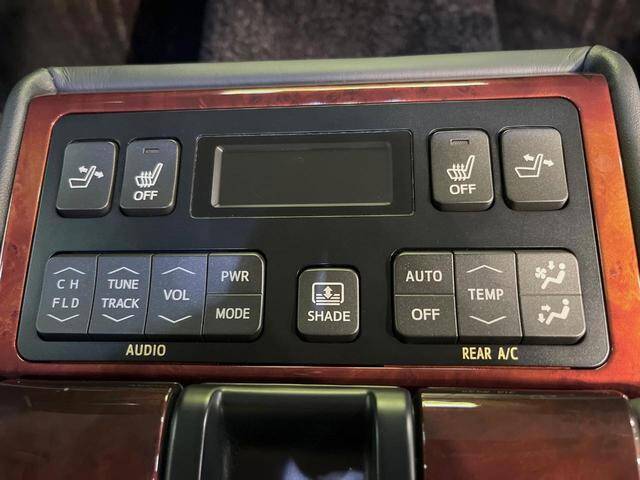 OFF
OFF
CH
FLD
TUNE
TRACK
VOL
PWR
MODE
SHADE
AUTO
OFF
TEMP
AUDIO
REAR A/C